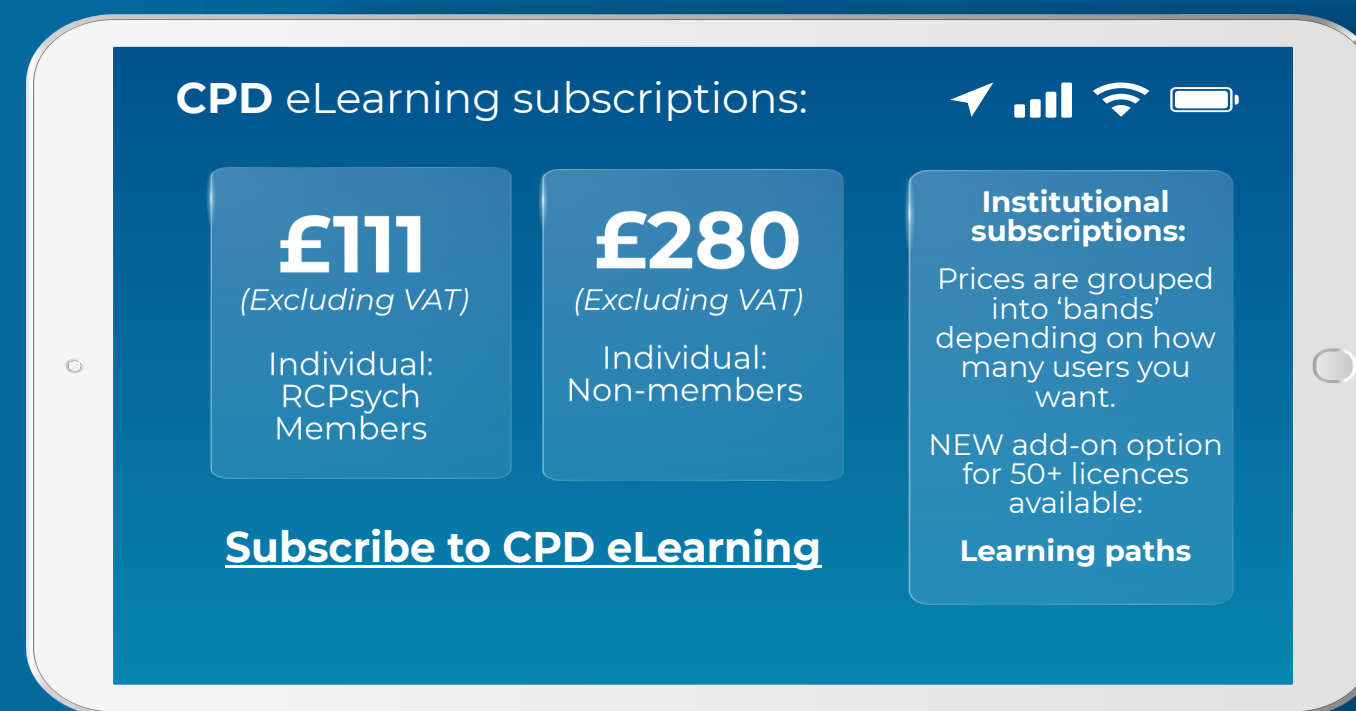 CPD eLearning subscriptions:
£111
(Excluding VAT)
Individual:
RCPsych
Members
£280
(Excluding VAT)
Individual:
Non-members
Subscribe to CPD eLearning
Institutional
subscriptions:
Prices are grouped
into ‘bands’
depending on how
many users you
want.
NEW add-on option
for 50+ licences
available:
Learning paths